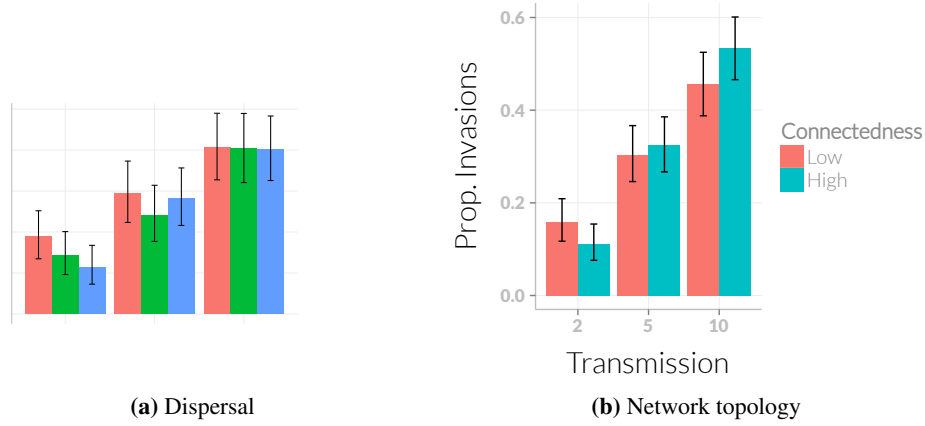 0.6
0.4
0.2
0.0
Prop. Invasions
2 5 10
Transmission
Connectedness
Low
High
(a) Dispersal
(b) Network topology